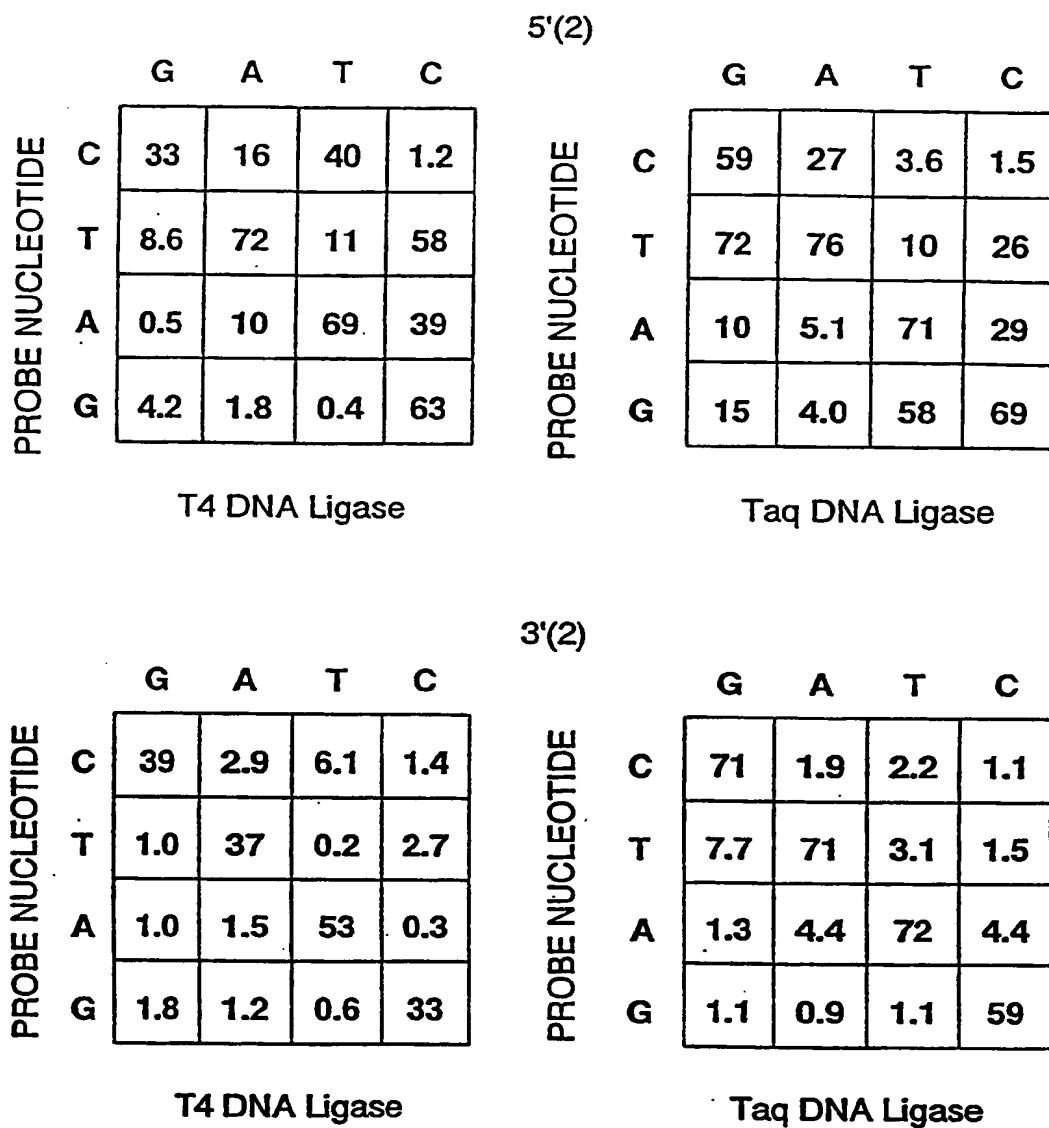 5'(2)
G A T C
PROBE NUCLEOTIDE
C 33 16 40 1.2
T 8.6 72 11 58
A 0.5 10 69 39
G 4.2 1.8 0.4 63
T4 DNA Ligase
G A T C
PROBE NUCLEOTIDE
C 59 27 3.6 1.5
T 72 76 10 26
A 10 5.1 71 29
G 15 4.0 58 69
Taq DNA Ligase
3'(2)
G A T C
PROBE NUCLEOTIDE
C 39 2.9 6.1 1.4
T 1.0 37 0.2 2.7
A 1.0 1.5 53 0.3
G 1.8 1.2 0.6 33
T4 DNA Ligase
G A T C
PROBE NUCLEOTIDE
C 71 1.9 2.2 1.1
T 7.7 71 3.1 1.5
A 1.3 4.4 72 4.4
G 1.1 0.9 1.1 59
Taq DNA Ligase